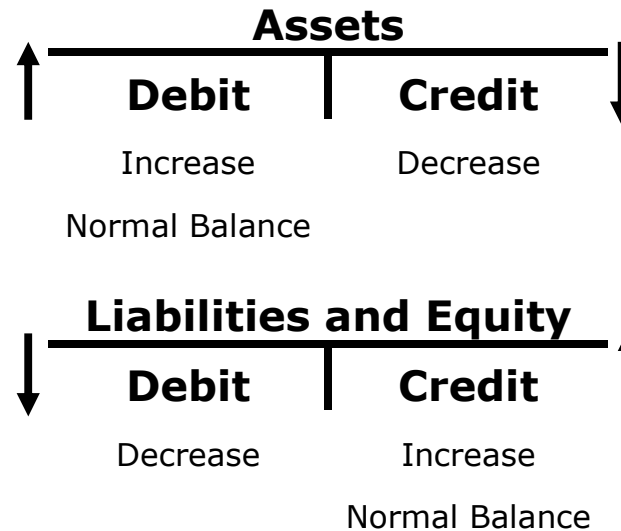 Assets
Debit Credit
Increase Decrease
Normal Balance
Liabilities and Equity
Debit Credit
Decrease Increase
Normal Balance